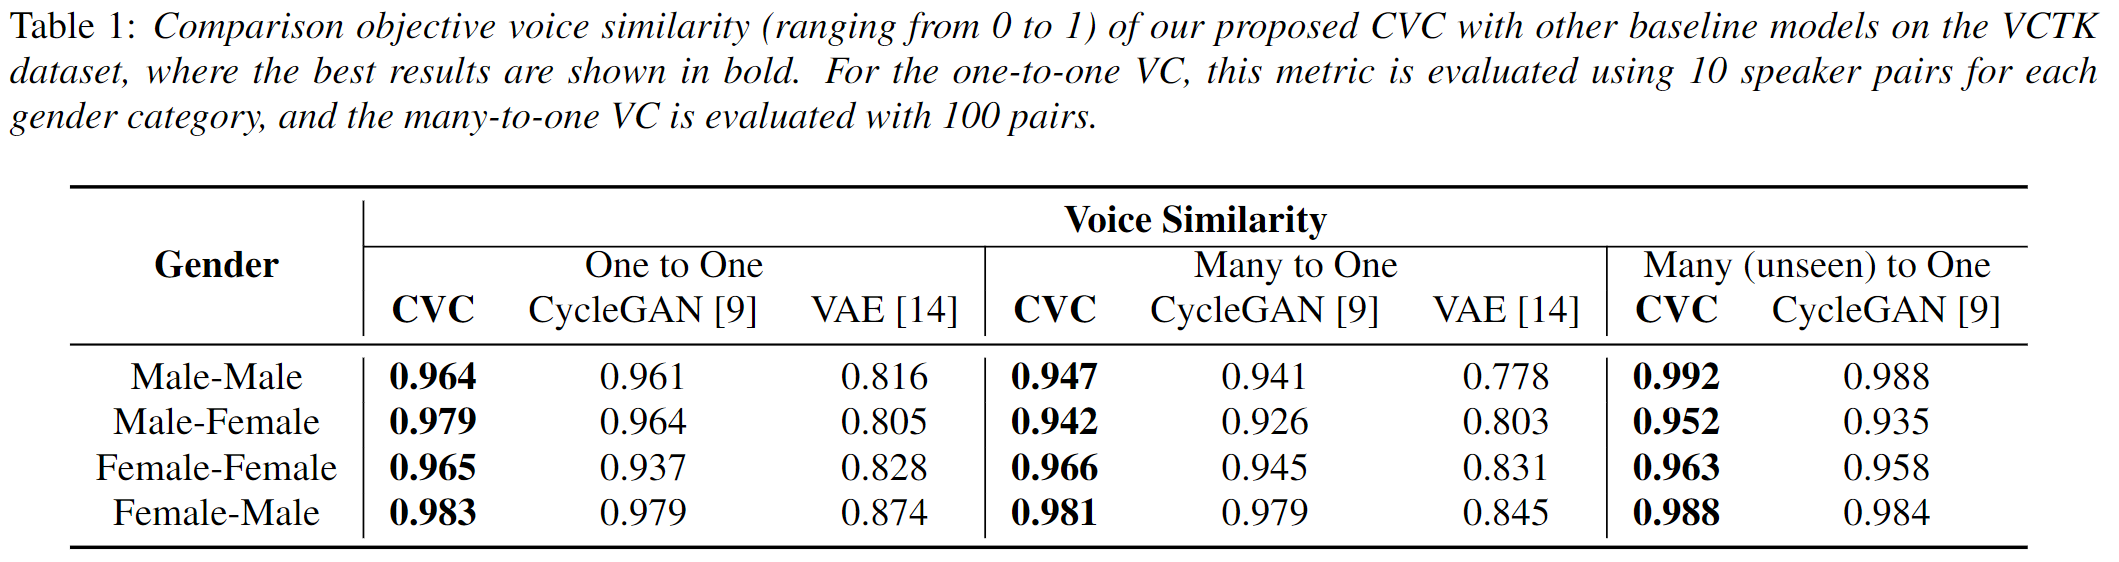 Table 1: Comparison objective voice similarity (ranging from 0 to 1) of our proposed CVC with other baseline models on the VCTK
dataset, where the best results are shown in bold. For the one-to-one VC, this metric is evaluated using 10 speaker pairs for each
gender category, and the many-to-one VC is evaluated with 100 pairs.
Voice Similarity
Gender
One to One Many to One Many (unseen) to One
CVC CycleGAN [9] VAE [14] CVC CycleGAN [9] VAE [14] CVC CycleGAN [9]
Male-Male 0.964 0.961 0.816 0.947 0.941 0.778 0.992 0.988
Male-Female 0.979 0.964 0.805 0.942 0.926 0.803 0.952 0.935
Female-Female 0.965 0.937 0.828 0.966 0.945 0.831 0.963 0.958
Female-Male 0.983 0.979 0.874 0.981 0.979 0.845 0.988 0.984